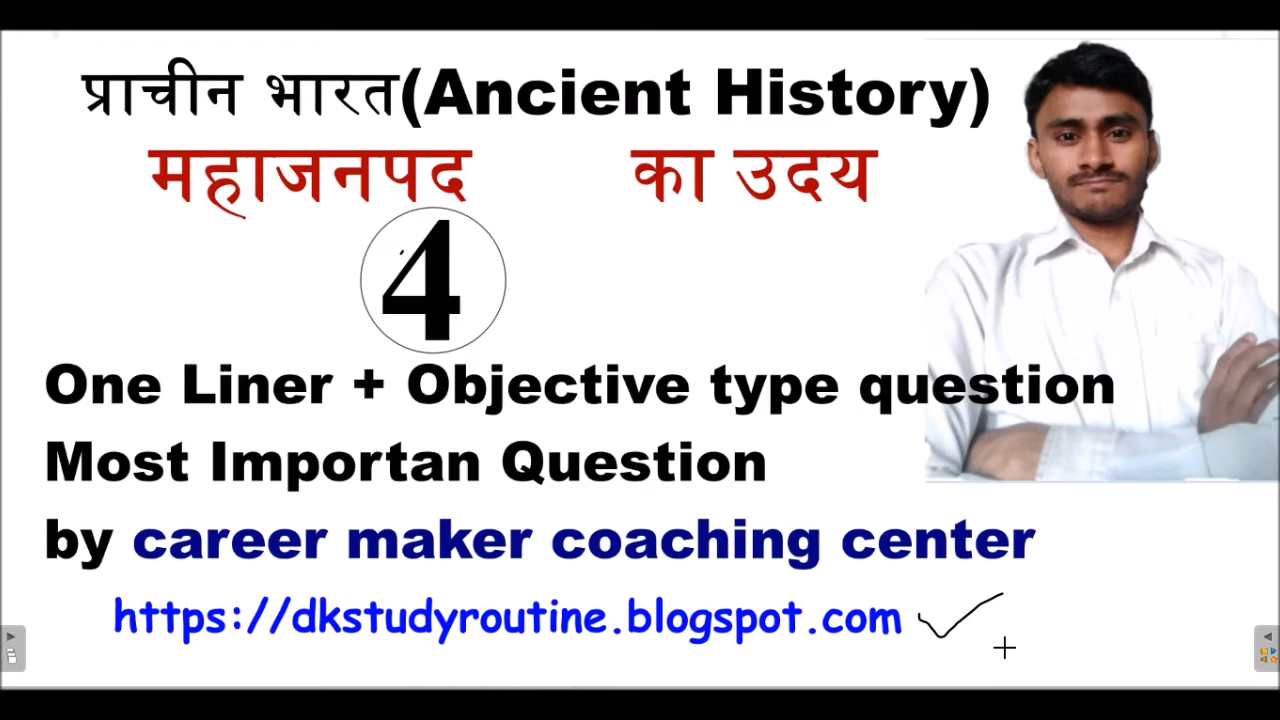 प्राचीन भारत(Ancient History)
महाजनपद का उदय
4
One Liner + Objective type question
Most Importan Question
by career maker coaching center
https://dkstudyroutine.blogspot.com